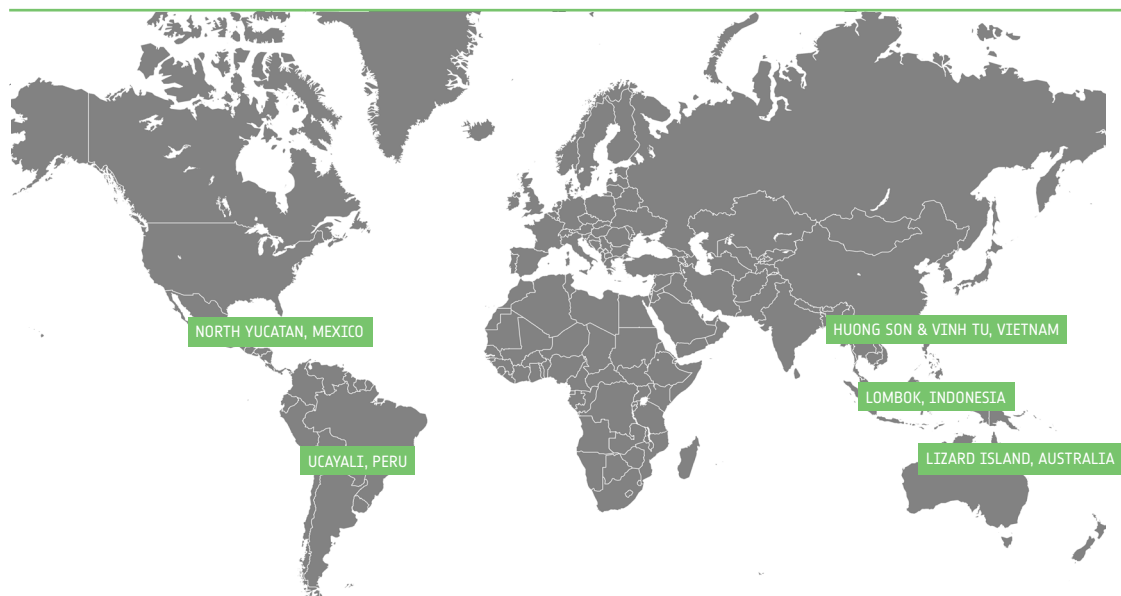 NORTH YUCATAN, MEXICO
HUONG SON & VINH TU, VIETNAM
LOMBOK, INDONESIA
UCAYALI, PERU
LIZARD ISLAND, AUSTRALIA